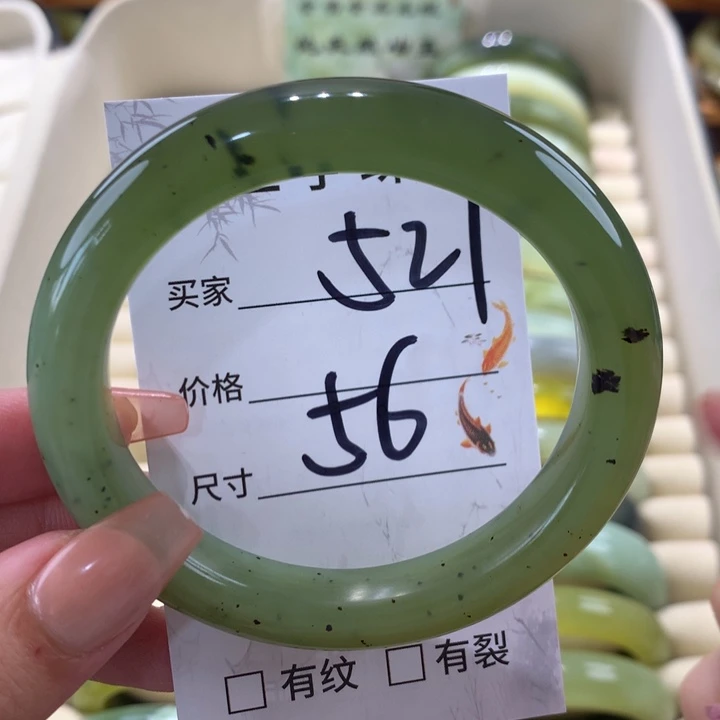 买家 521
价格
尺寸 56
□ 有纹 □ 有裂